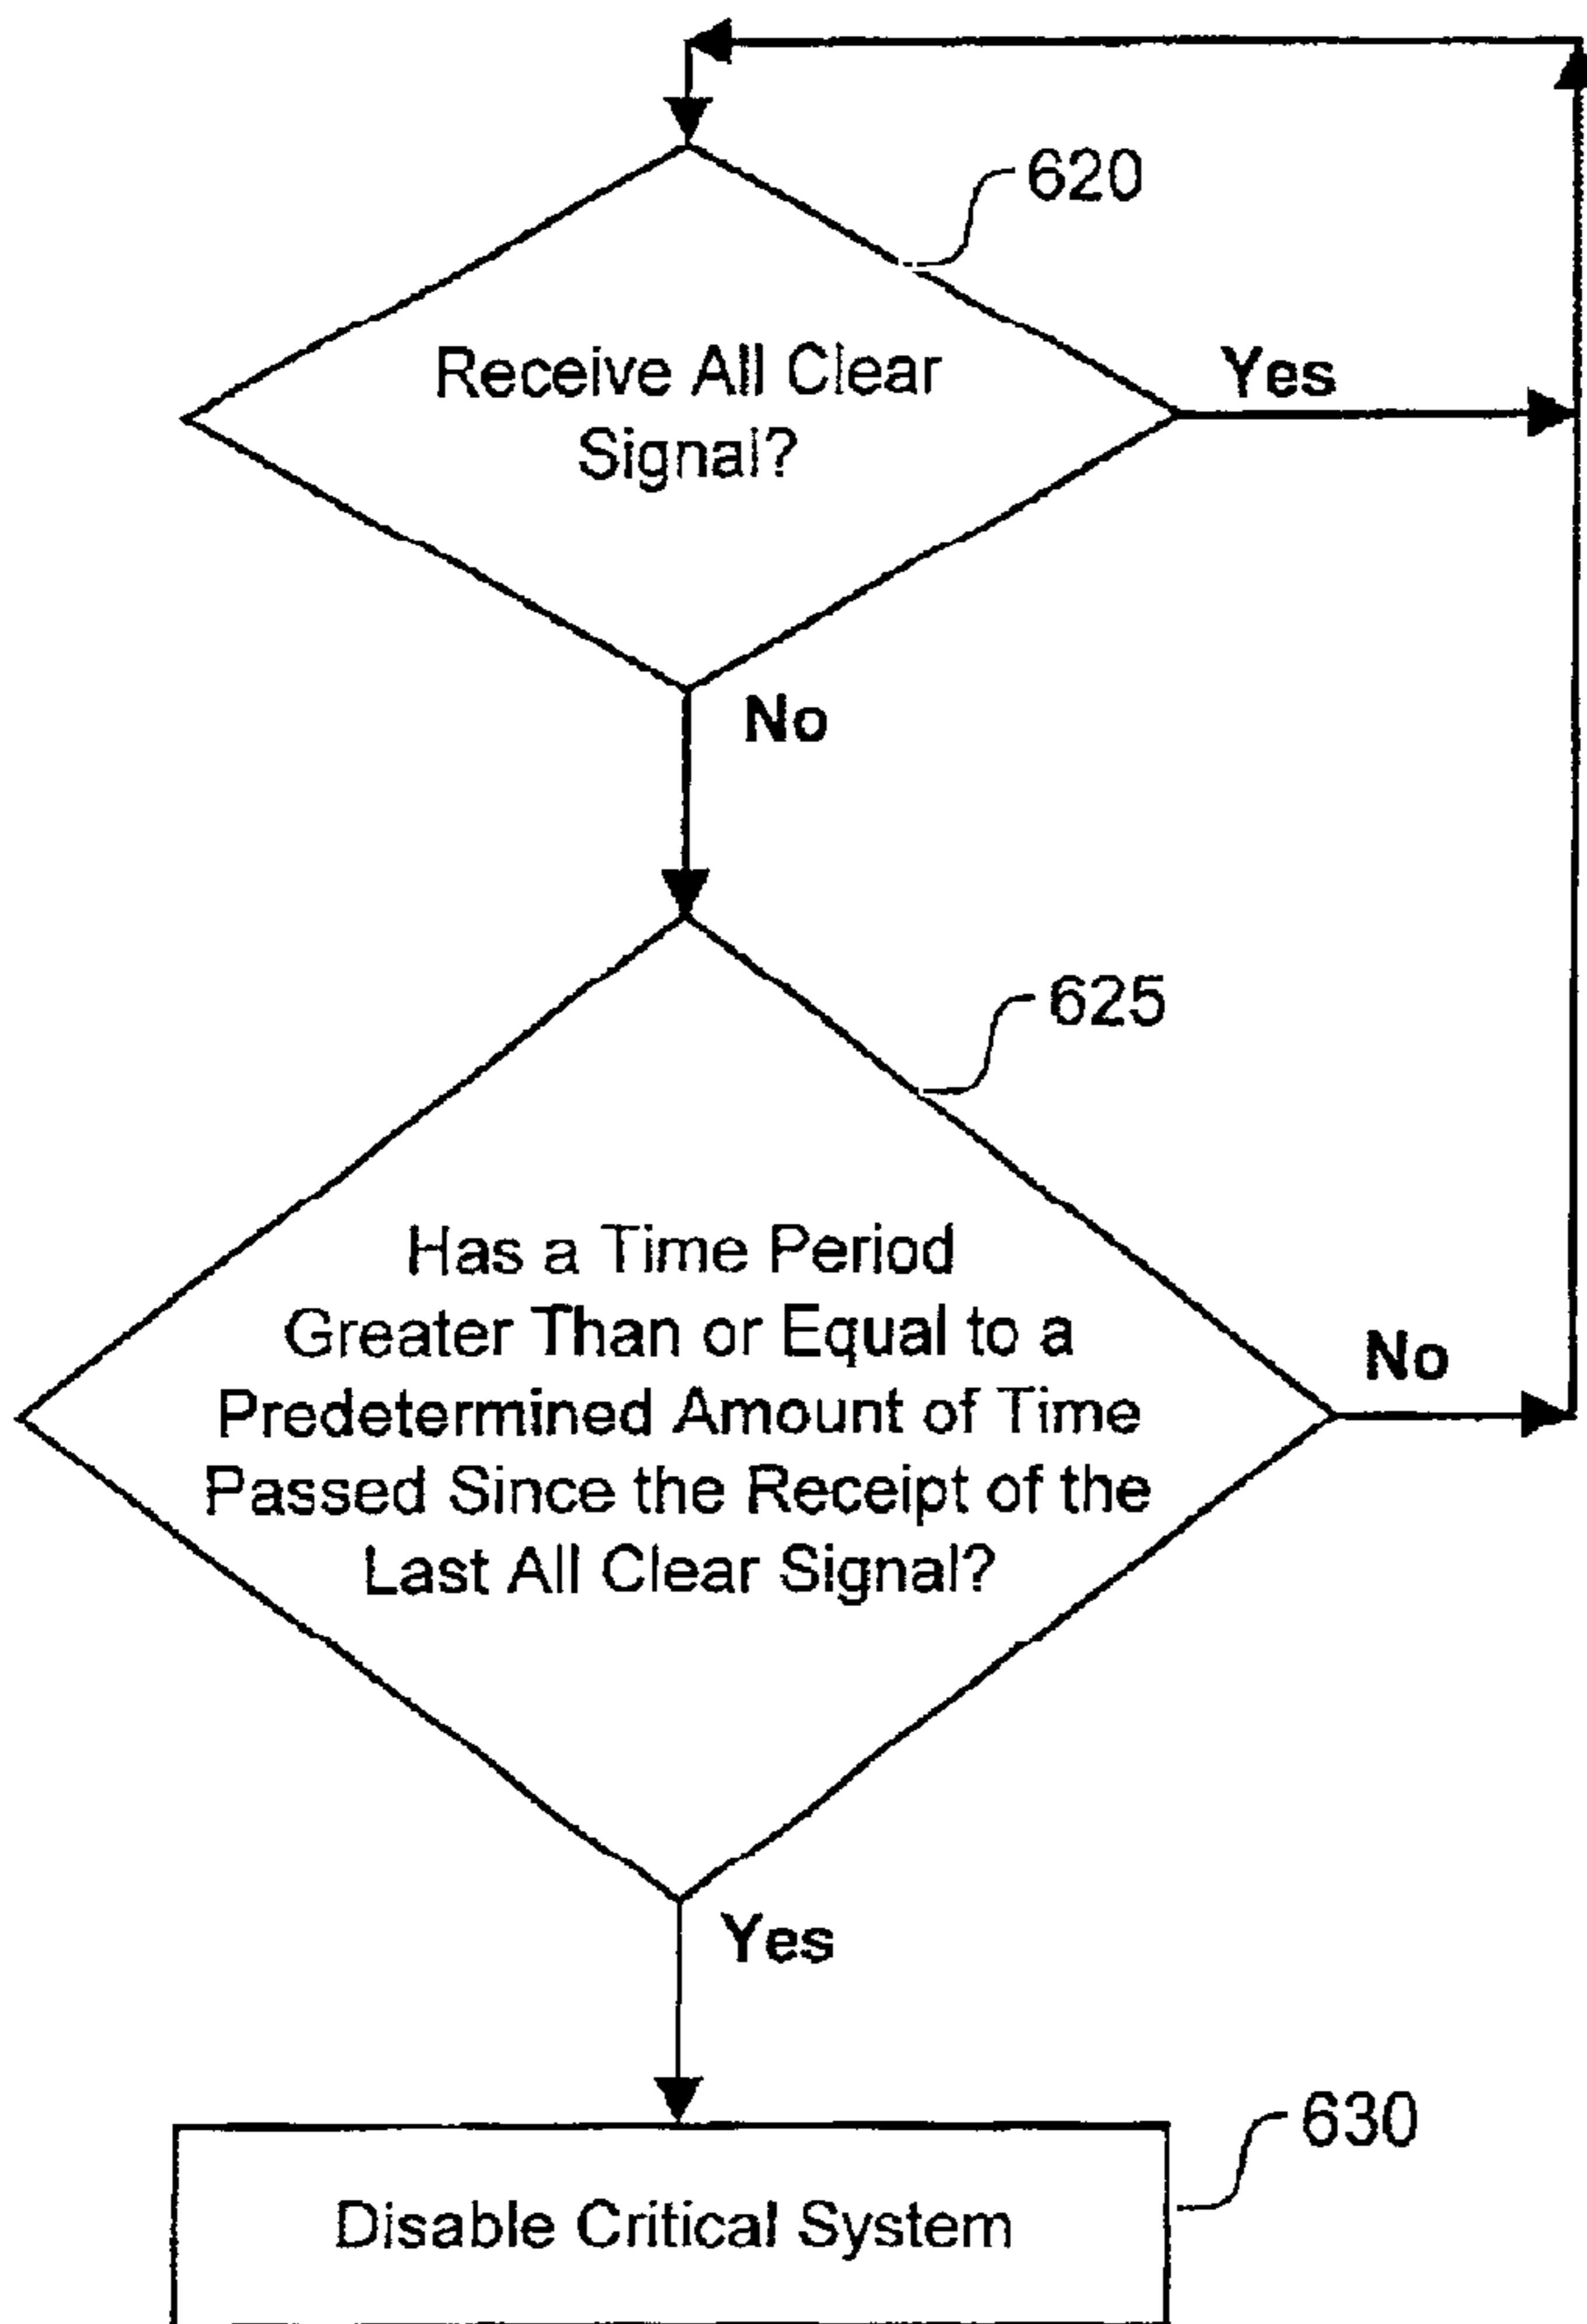 620
Receive All Clear
Signal?
Yes
No
625
Has a Time Period
Greater Than or Equal to a
Predetermined Amount of Time
Passed Since the Receipt of the
Last All Clear Signal?
No
Yes
630
Disable Critical System